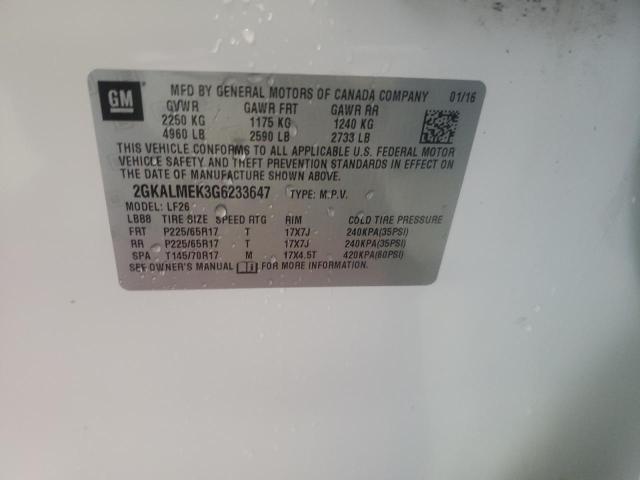 GM
MFD BY GENERAL MOTORS OF CANADA COMPANY 01/16
GVWR GAWR FRT GAWR RR
2250 KG 1175 KG 1240 KG
4960 LB 2590 LB 2733 LB
THIS VEHICLE CONFORMS TO ALL APPLICABLE U.S. FEDERAL MOTOR
VEHICLE SAFETY AND THEFT PREVENTION STANDARDS IN EFFECT ON
THE DATE OF MANUFACTURE SHOWN ABOVE.
2GKALMEK3G6233647 TYPE: M.P.V.
MODEL: LF26
LBB8 TIRE SIZE SPEED RTG RIM COLD TIRE PRESSURE
FRT P225/65R17 T 17X7J 240KPA(35PSI)
RR P225/65R17 T 17X7J 240KPA(35PSI)
SPA T145/70R17 M 17X4.5T 420KPA(60PSI)
SEE OWNER'S MANUAL FOR MORE INFORMATION.